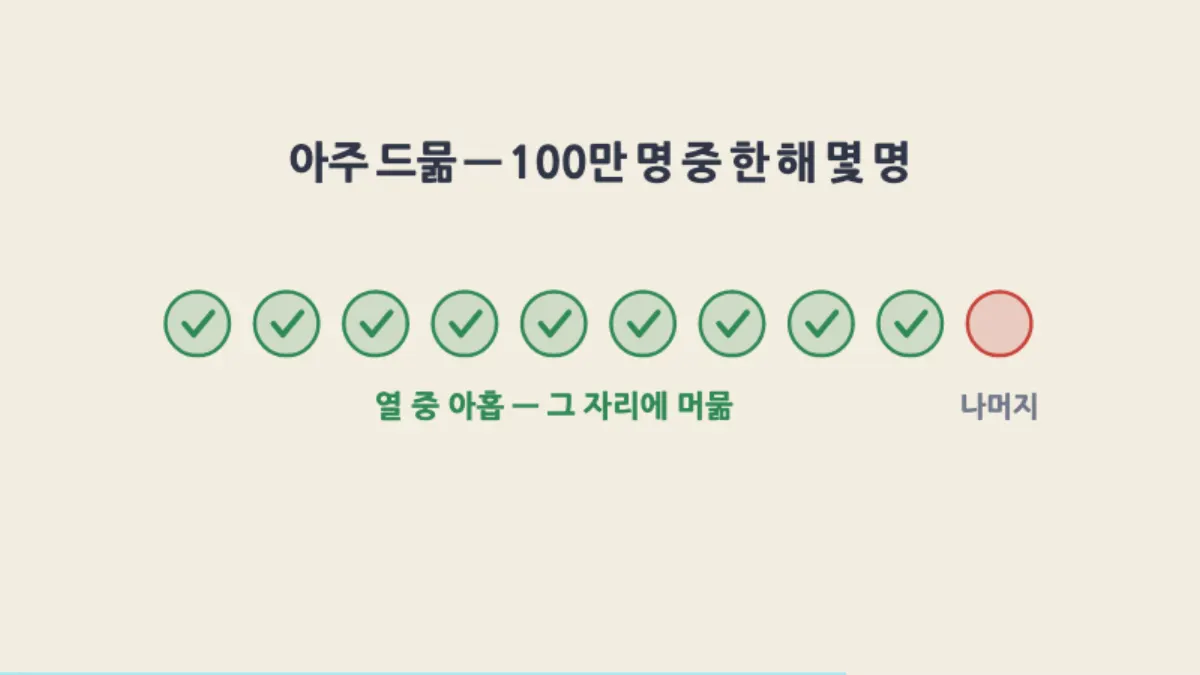 아주 드묾 — 100만 명 중 한 해 몇 명
열 중 아홉 — 그 자리에 머묾
나머지